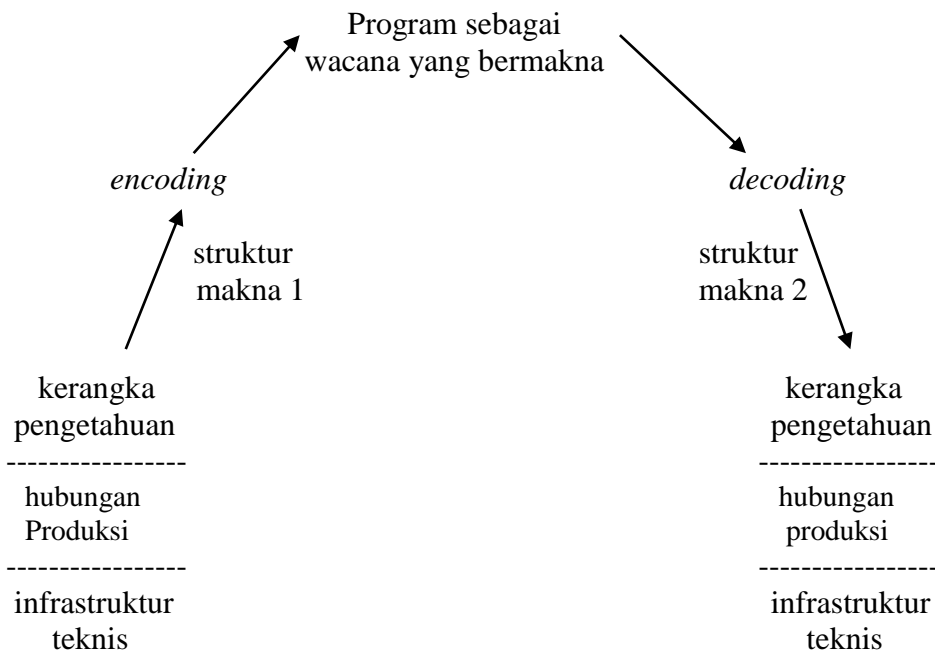 Program sebagai
wacana yang bermakna
encoding
decoding
struktur
makna 1
struktur
makna 2
kerangka
pengetahuan
-----------------
hubungan
Produksi
-----------------
infrastruktur
teknis
kerangka
pengetahuan
-----------------
hubungan
produksi
-----------------
infrastruktur
teknis